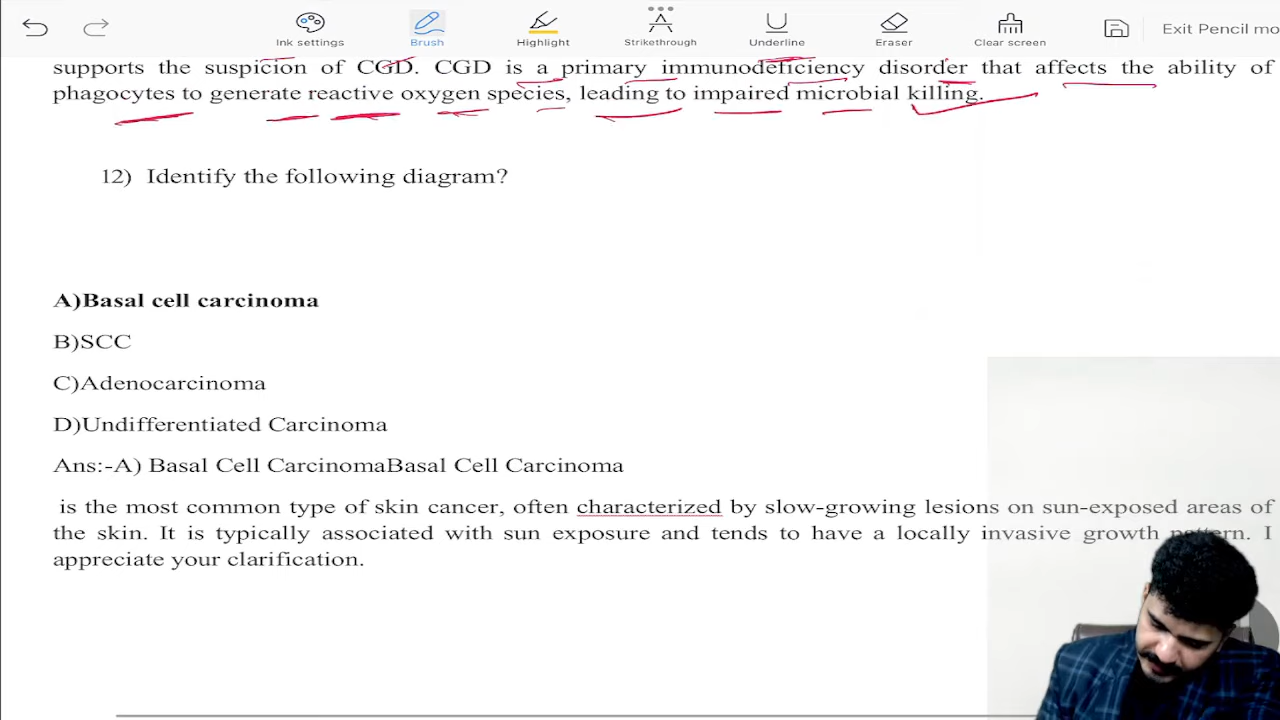 Ink settings Brush Highlight Strikethrough Underline Eraser Clear screen Exit Pencil mo
supports the suspicion of CGD. CGD is a primary immunodeficiency disorder that affects the ability of
phagocytes to generate reactive oxygen species, leading to impaired microbial killing.
12) Identify the following diagram?
A)Basal cell carcinoma
B)SCC
C)Adenocarcinoma
D)Undifferentiated Carcinoma
Ans:-A) Basal Cell CarcinomaBasal Cell Carcinoma
is the most common type of skin cancer, often characterized by slow-growing lesions on sun-exposed areas of
the skin. It is typically associated with sun exposure and tends to have a locally invasive growth pattern. I
appreciate your clarification.